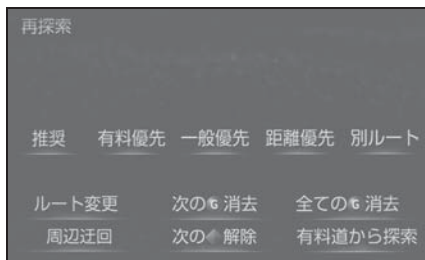 再探索
推奨 有料優先 一般優先 距離優先 別ルート
ルート変更 次のG消去 全てのG消去
周辺迂回 次の◆解除 有料道から探索